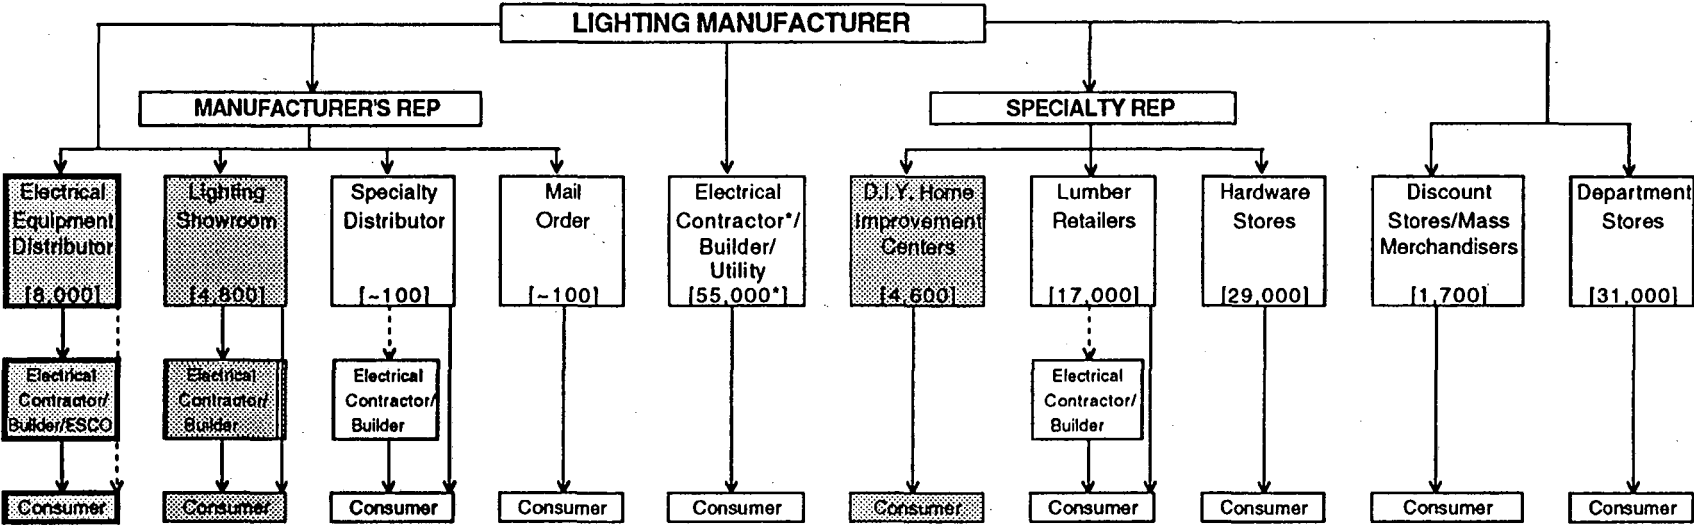 LIGHTING MANUFACTURER
MANUFACTURER'S REP
SPECIALTY REP
Electrical
Equipment
Distributor
[8,000]
Lighting
Showroom
[4,800]
Specialty
Distributor
[~100]
Mail
Order
[~100]
Electrical
Contractor*/
Builder/
Utility
[55,000*]
D.I.Y. Home
Improvement
Centers
[4,600]
Lumber
Retailers
[17,000]
Hardware
Stores
[29,000]
Discount
Stores/Mass
Merchandisers
[1,700]
Department
Stores
[31,000]
Electrical
Contractor/
Builder/ESCO
Electrical
Contractor/
Builder
Electrical
Contractor/
Builder
Electrical
Contractor/
Builder
Consumer
Consumer
Consumer
Consumer
Consumer
Consumer
Consumer
Consumer
Consumer
Consumer